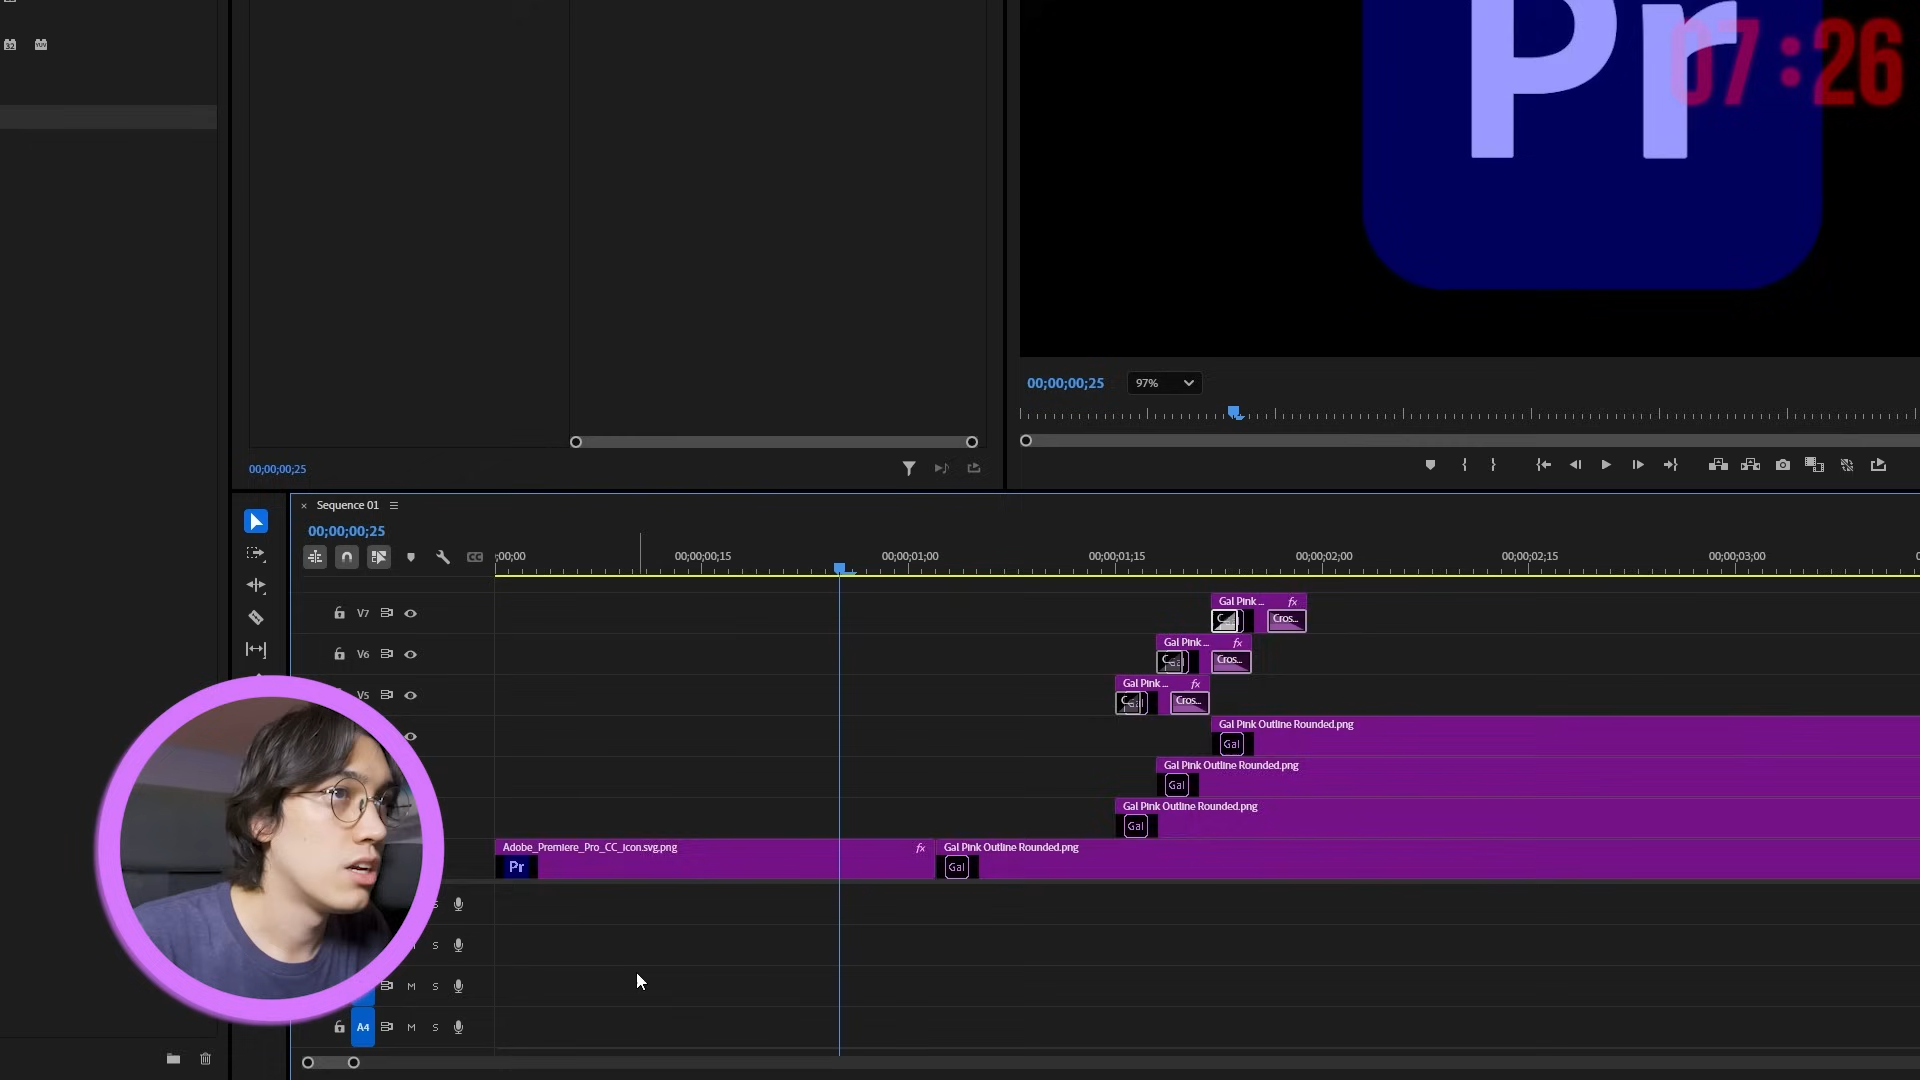 32
YUV
Pr
07:26
00;00;00;25
97%
00;00;00;25
Sequence 01
00;00;00;25
CC
;00;00
00;00;00;15
00;00;01;00
00;00;01;15
00;00;02;00
00;00;02;15
00;00;03;00
V7
Gal Pink ...
fx
Cros...
V6
Gal Pink ...
fx
Cros...
V5
Gal Pink ...
fx
Cros...
Gal Pink Outline Rounded.png
Gal
Gal Pink Outline Rounded.png
Gal
Gal Pink Outline Rounded.png
Gal
Adobe_Premiere_Pro_CC_icon.svg.png
fx
Gal Pink Outline Rounded.png
Pr
Gal
S
S
M S
A4 M S